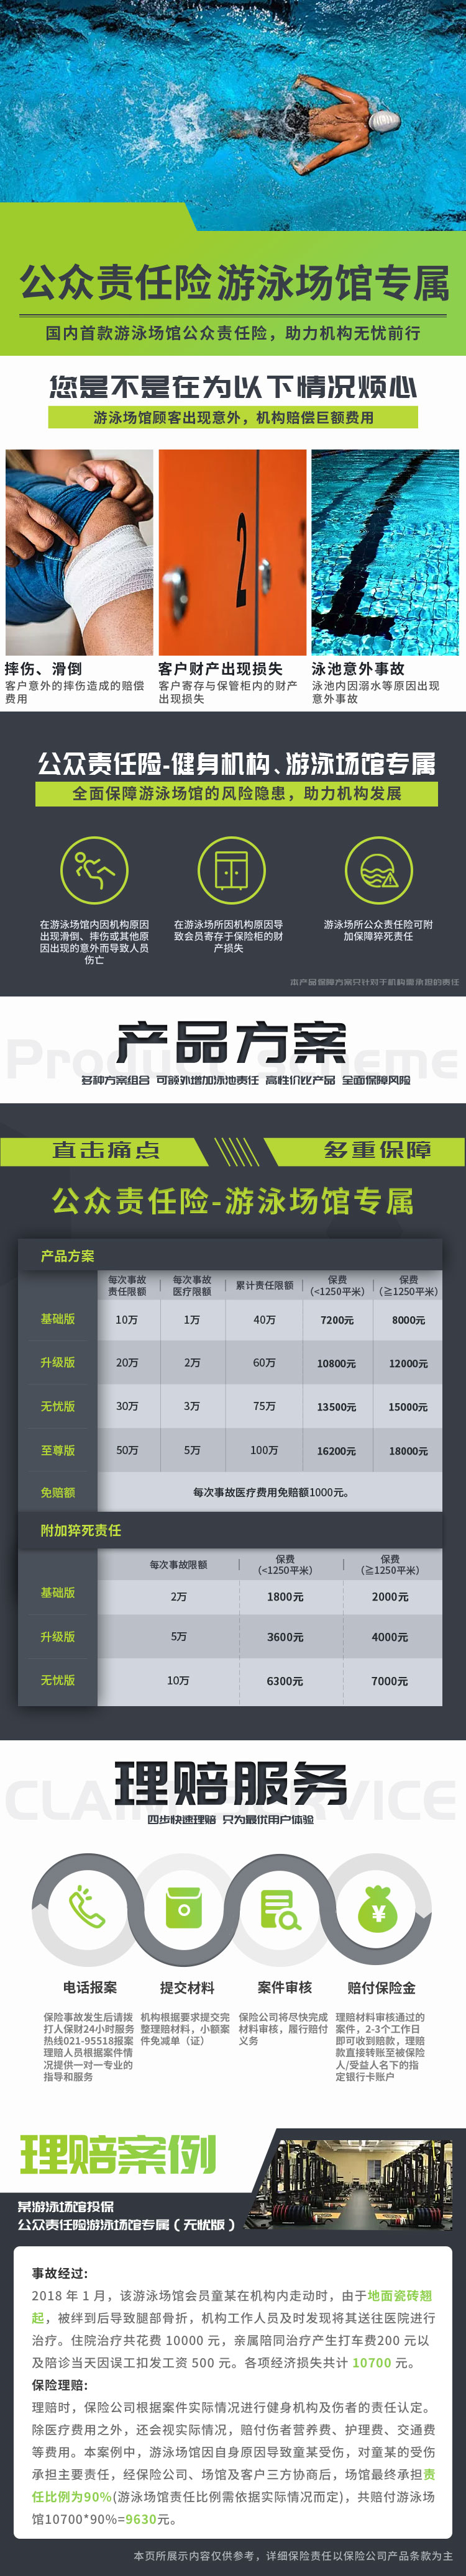 公众责任险 游泳场馆专属
国内首款游泳场馆公众责任险，助力机构无忧前行
您是不是在为以下情况烦心
游泳场馆顾客出现意外，机构赔偿巨额费用
2
摔伤、滑倒
客户意外的摔伤造成的赔偿
费用
客户财产出现损失
客户寄存与保管柜内的财产
出现损失
泳池意外事故
泳池内因溺水等原因出现
意外事故
公众责任险-健身机构、游泳场馆专属
全面保障游泳场馆的风险隐患，助力机构发展
在游泳场馆内因机构原因
出现滑倒、摔伤或其他原
因出现的意外而导致人员
伤亡
在游泳场所因机构原因导
致会员寄存于保险柜的财
产损失
游泳场所公众责任险可附
加保障猝死责任
本产品保障方案只针对于机构需承担的责任
Product Scheme
产品方案
多种方案组合 可额外增加泳池责任 高性价比产品 全面保障风险
直击痛点 多重保障
公众责任险-游泳场馆专属
产品方案
每次事故责任限额 每次事故医疗限额 累计责任限额 保费（<1250平米） 保费（≧1250平米）
基础版 10万 1万 40万 7200元 8000元
升级版 20万 2万 60万 10800元 12000元
无忧版 30万 3万 75万 13500元 15000元
至尊版 50万 5万 100万 16200元 18000元
免赔额 每次事故医疗费用免赔额1000元。
附加猝死责任
每次事故限额 保费（<1250平米） 保费（≧1250平米）
基础版 2万 1800元 2000元
升级版 5万 3600元 4000元
无忧版 10万 6300元 7000元
CLAIM SERVICE
理赔服务
四步快速理赔 只为最优用户体验
电话报案
保险事故发生后请拨
打人保财24小时服务
热线021-95518报案
理赔人员根据案件情
况提供一对一专业的
指导和服务
提交材料
机构根据要求提交完
整理赔材料，小额案
件免减单（证）
案件审核
保险公司将尽快完成
材料审核，履行赔付
义务
¥
赔付保险金
理赔材料审核通过的
案件，2-3个工作日
即可收到赔款，理赔
款直接转账至被保险
人/受益人名下的指
定银行卡账户
理赔案例
某游泳场馆投保
公众责任险游泳场馆专属（无忧版）
事故经过:
2018 年 1 月，该游泳场馆会员童某在机构内走动时，由于地面瓷砖翘
起，被绊到后导致腿部骨折，机构工作人员及时发现将其送往医院进行
治疗。住院治疗共花费 10000 元，亲属陪同治疗产生打车费200 元以
及陪诊当天因误工扣发工资 500 元。各项经济损失共计 10700 元。
保险理赔:
理赔时，保险公司根据案件实际情况进行健身机构及伤者的责任认定。
除医疗费用之外，还会视实际情况，赔付伤者营养费、护理费、交通费
等费用。本案例中，游泳场馆因自身原因导致童某受伤，对童某的受伤
承担主要责任，经保险公司、场馆及客户三方协商后，场馆最终承担责
任比例为90%(游泳场馆责任比例需依据实际情况而定)，共赔付游泳场
馆10700*90%=9630元。
本页所展示内容仅供参考，详细保险责任以保险公司产品条款为主